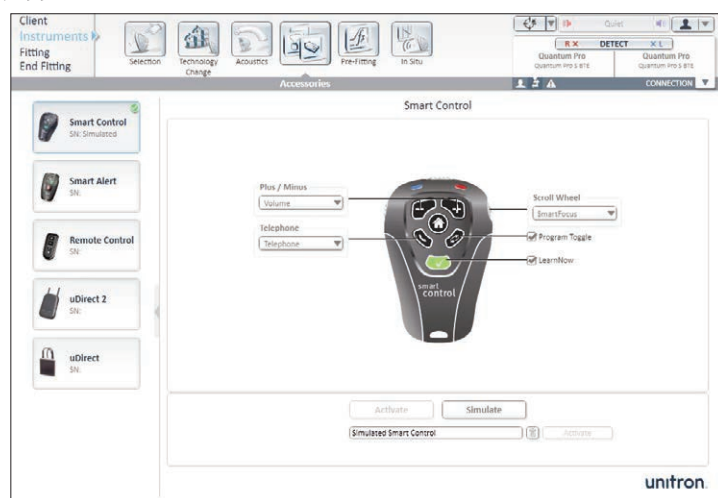 Client
Instruments
Fitting
End Fitting
Selection
Technology
Change
Acoustics
Pre-Fitting
In Situ
Quiet
R X DETECT X L
Quantum Pro
Quantum Pro S BTE
Quantum Pro
Quantum Pro S BTE
Accessories
CONNECTION
Smart Control
SN: Simulated
Smart Alert
SN:
Remote Control
SN:
uDirect 2
SN:
uDirect
SN:
Smart Control
Plus / Minus
Volume
Telephone
Telephone
Scroll Wheel
SmartFocus
Program Toggle
LearnNow
smart
control
Activate
Simulate
Simulated Smart Control
Activate
unitron